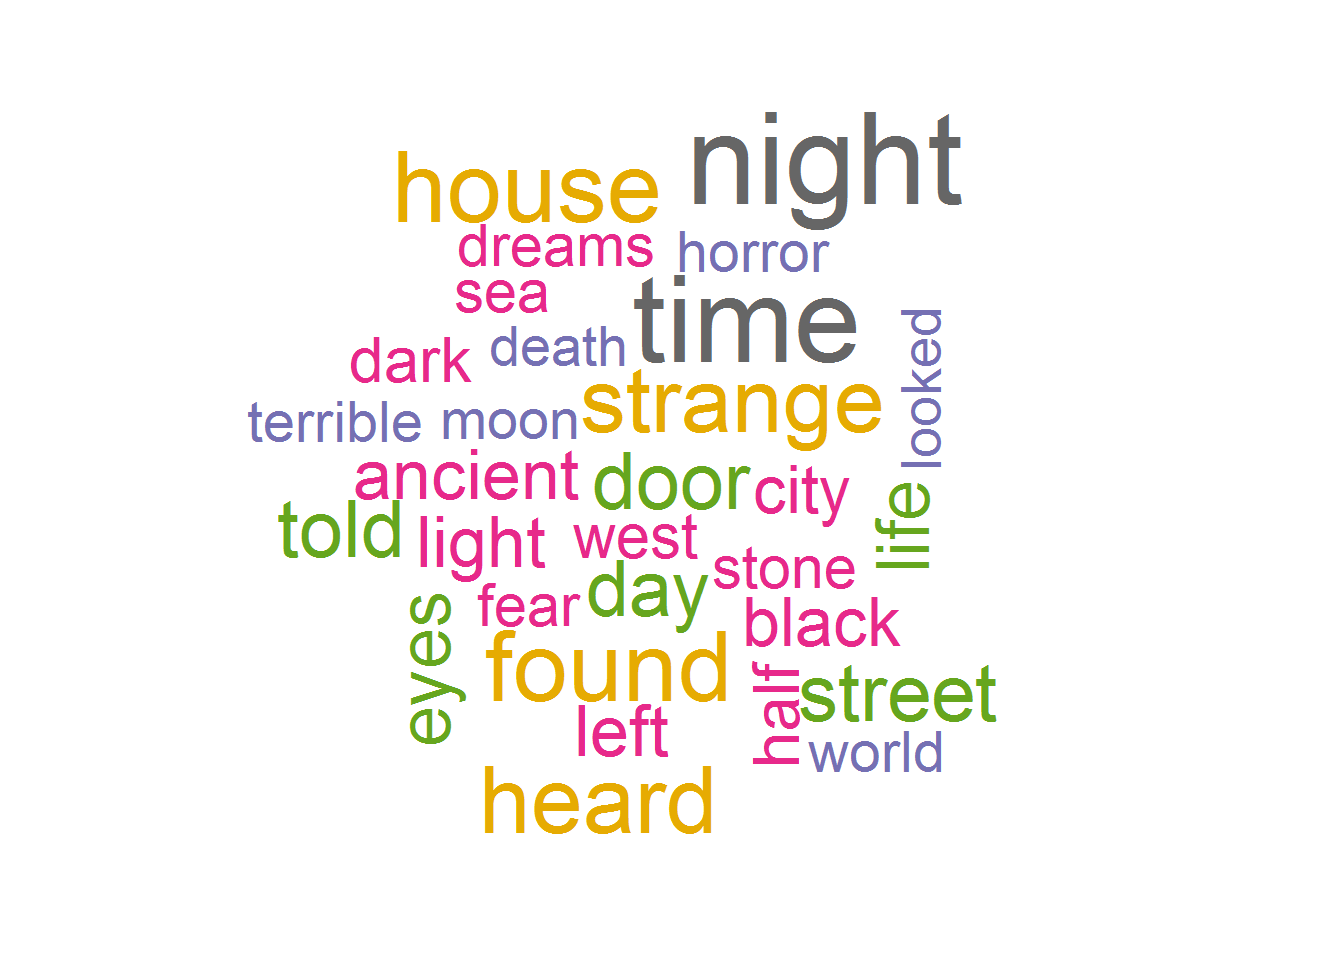 night
house
dreams
horror
sea
time
death
dark
looked
strange
terrible
moon
ancient
door
city
told
light
west
life
stone
day
fear
black
eyes
found
half
street
left
world
heard